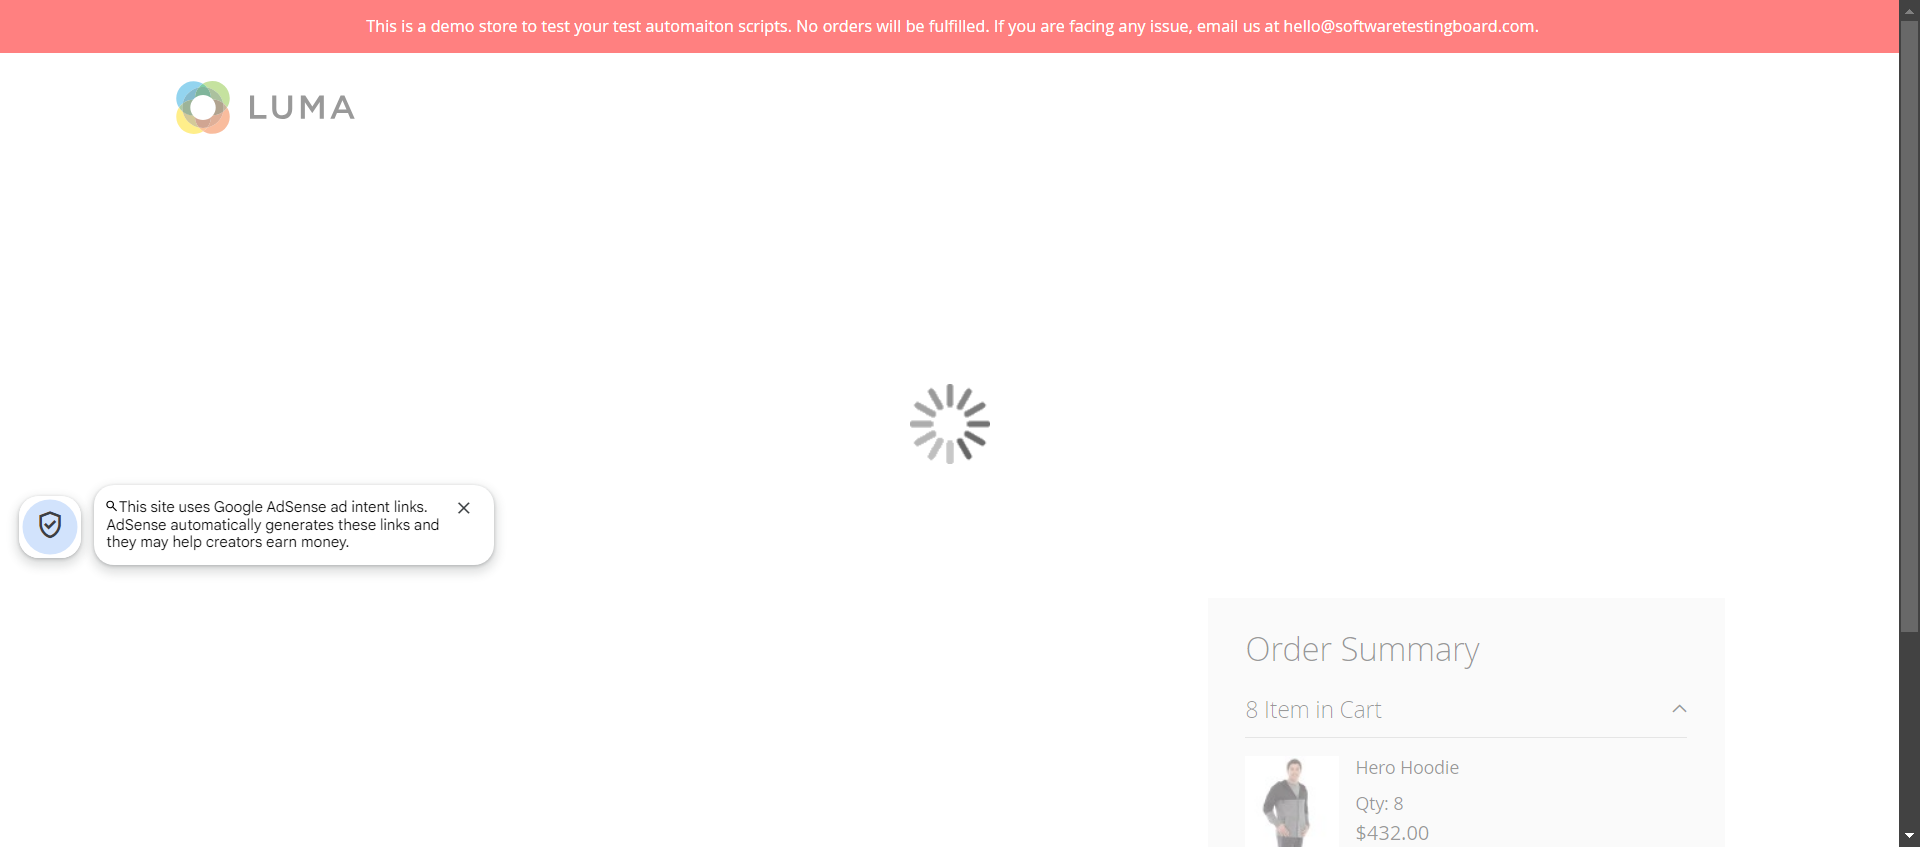 This is a demo store to test your test automaiton scripts. No orders will be fulfilled. If you are facing any issue, email us at hello@softwaretestingboard.com.
LUMA
This site uses Google AdSense ad intent links.
AdSense automatically generates these links and
they may help creators earn money.
Order Summary
8 Item in Cart
Hero Hoodie
Qty: 8
$432.00